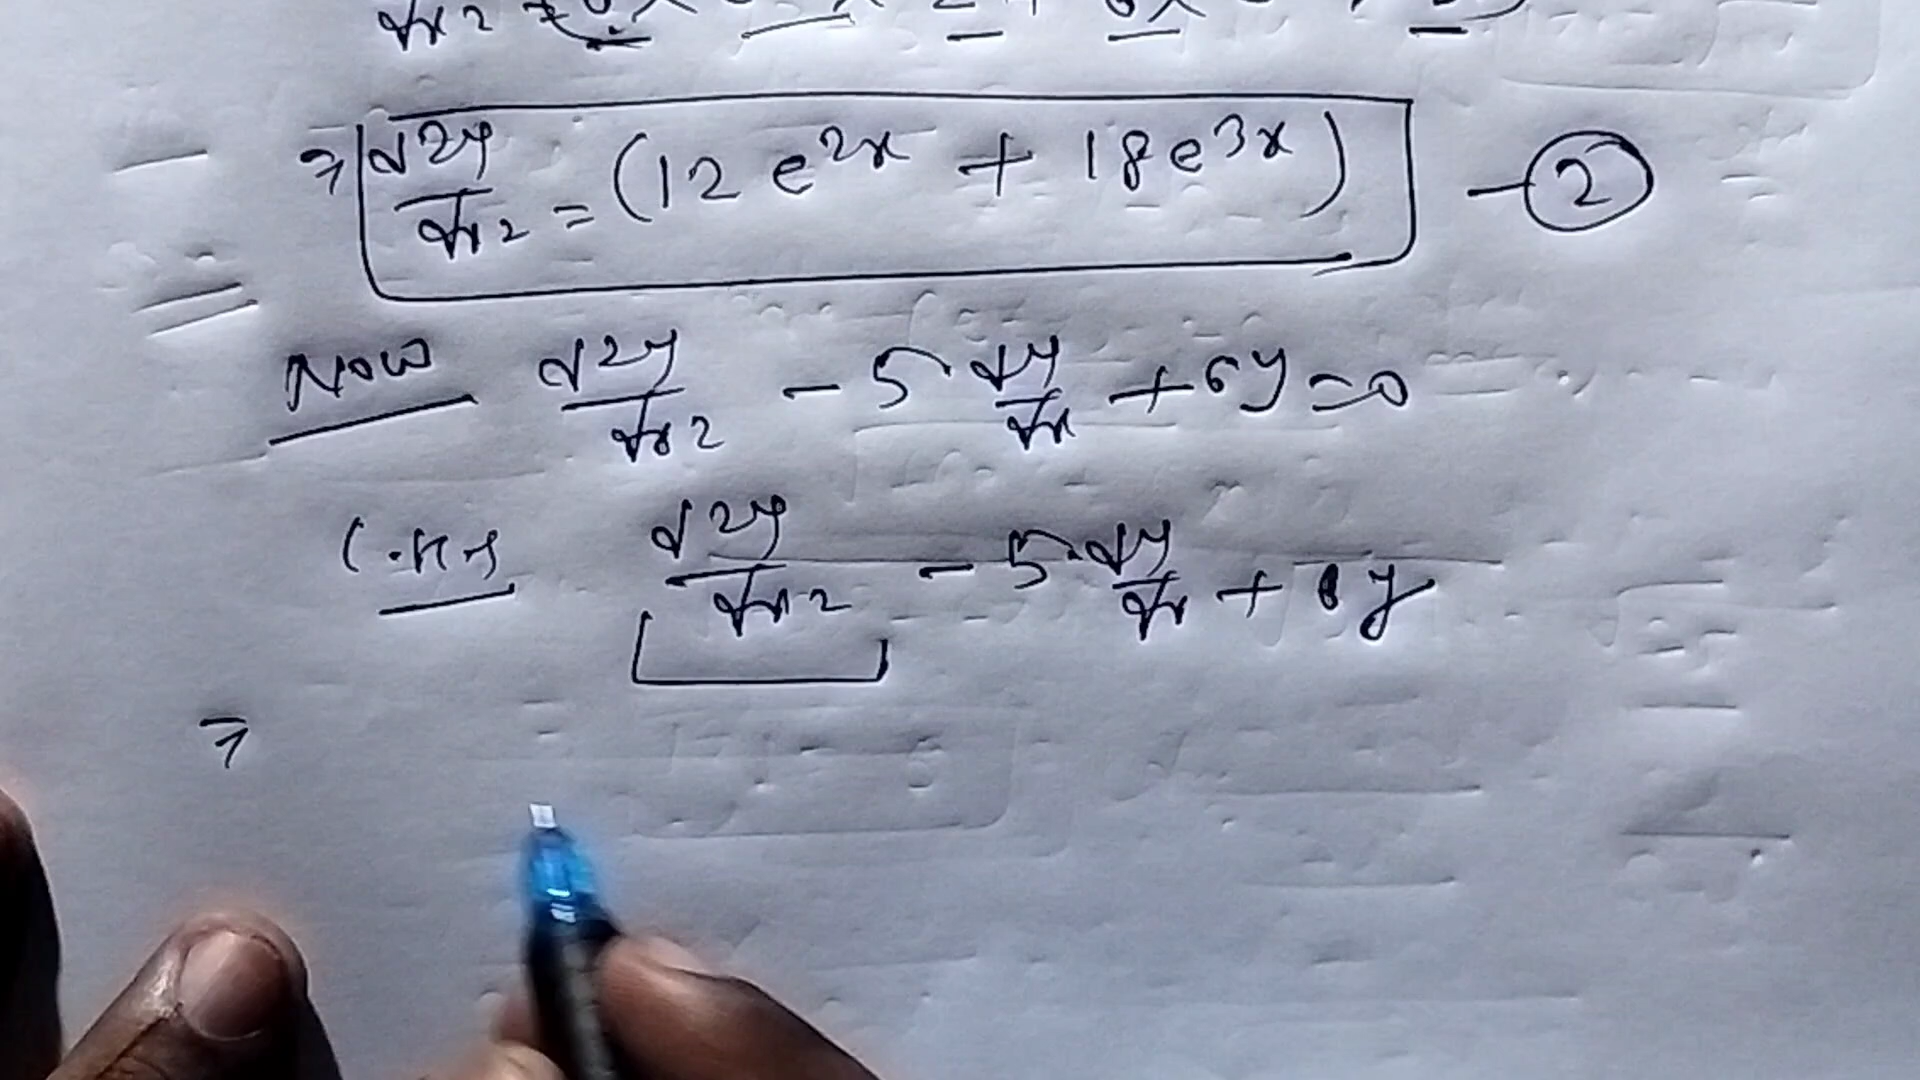 ⇒ d2y/dx2 = (12 e^2x + 18e^3x) - 2
Now d2y/dx2 - 5 dy/dx + 6y = 0
L.H.S d2y/dx2 - 5. dy/dx + 6y
⇒